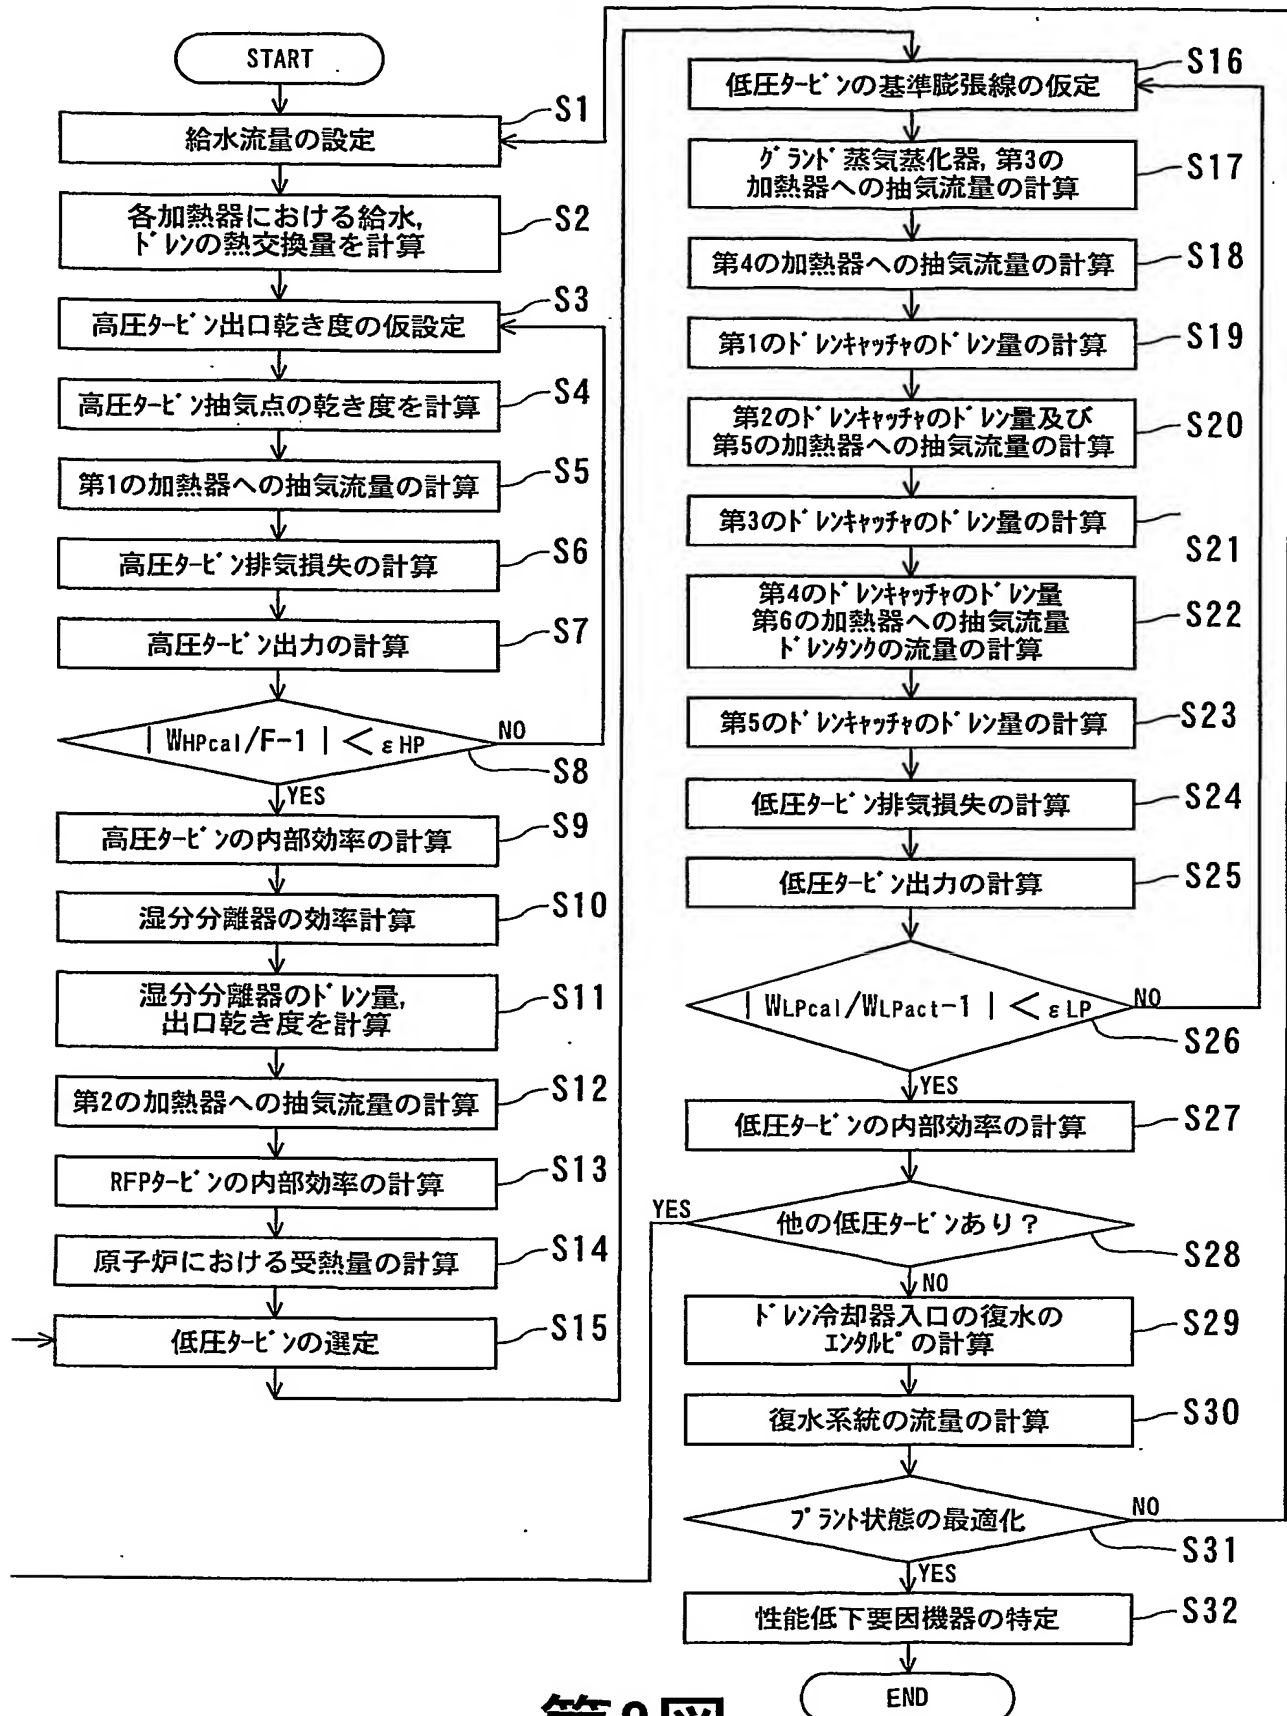 START
S1
給水流量の設定
S2
各加熱器における給水,
ドレンの熱交換量を計算
S3
高圧タービン出口乾き度の仮設定
S4
高圧タービン抽気点の乾き度を計算
S5
第1の加熱器への抽気流量の計算
S6
高圧タービン排気損失の計算
S7
高圧タービン出力の計算
| WHPcal/F-1 | < εHP
NO
S8
YES
S9
高圧タービンの内部効率の計算
S10
湿分分離器の効率計算
S11
湿分分離器のドレン量,
出口乾き度を計算
S12
第2の加熱器への抽気流量の計算
S13
RFPタービンの内部効率の計算
S14
原子炉における受熱量の計算
S15
低圧タービンの選定
S16
低圧タービンの基準膨張線の仮定
S17
グランド蒸気蒸化器,第3の
加熱器への抽気流量の計算
S18
第4の加熱器への抽気流量の計算
S19
第1のドレンキャッチャのドレン量の計算
S20
第2のドレンキャッチャのドレン量及び
第5の加熱器への抽気流量の計算
第3のドレンキャッチャのドレン量の計算
S21
第4のドレンキャッチャのドレン量
第6の加熱器への抽気流量
ドレンタンクの流量の計算
S22
S23
第5のドレンキャッチャのドレン量の計算
S24
低圧タービン排気損失の計算
S25
低圧タービン出力の計算
| WLPcal/WLPact-1 | < εLP
NO
S26
YES
S27
低圧タービンの内部効率の計算
YES
他の低圧タービンあり?
S28
NO
ドレン冷却器入口の復水の
エンタルピの計算
S29
S30
復水系統の流量の計算
プラント状態の最適化
NO
S31
YES
S32
性能低下要因機器の特定
END